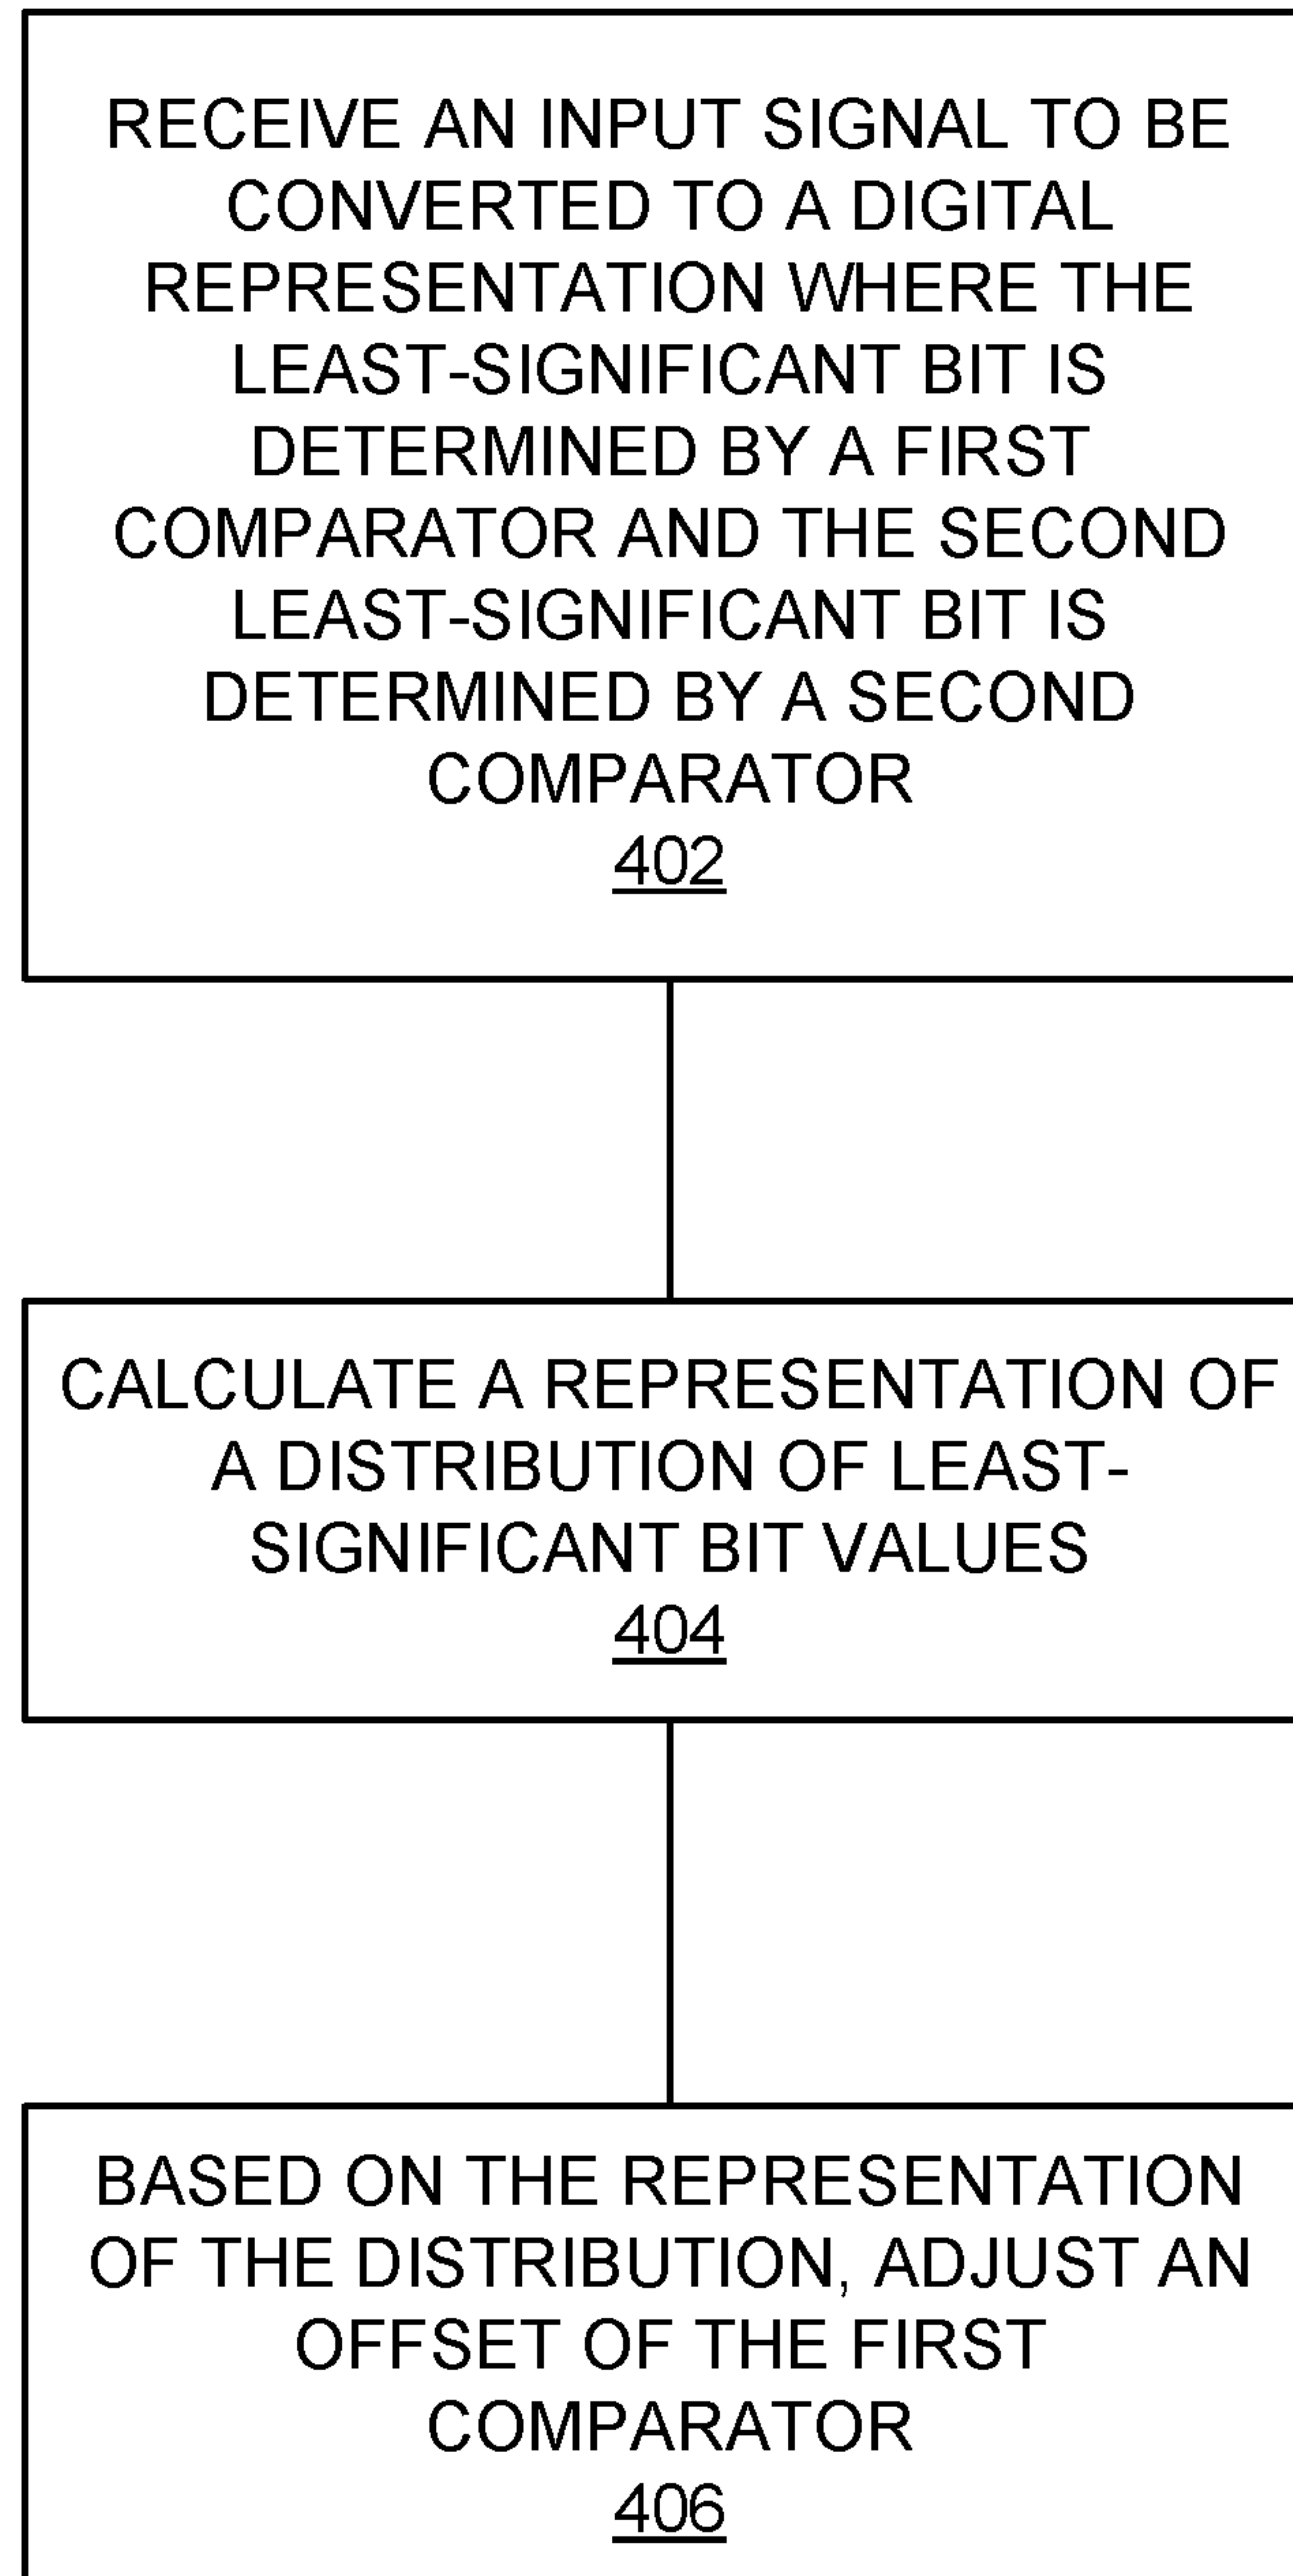 RECEIVE AN INPUT SIGNAL TO BE
CONVERTED TO A DIGITAL
REPRESENTATION WHERE THE
LEAST-SIGNIFICANT BIT IS
DETERMINED BY A FIRST
COMPARATOR AND THE SECOND
LEAST-SIGNIFICANT BIT IS
DETERMINED BY A SECOND
COMPARATOR
402
CALCULATE A REPRESENTATION OF
A DISTRIBUTION OF LEAST-
SIGNIFICANT BIT VALUES
404
BASED ON THE REPRESENTATION
OF THE DISTRIBUTION, ADJUST AN
OFFSET OF THE FIRST
COMPARATOR
406